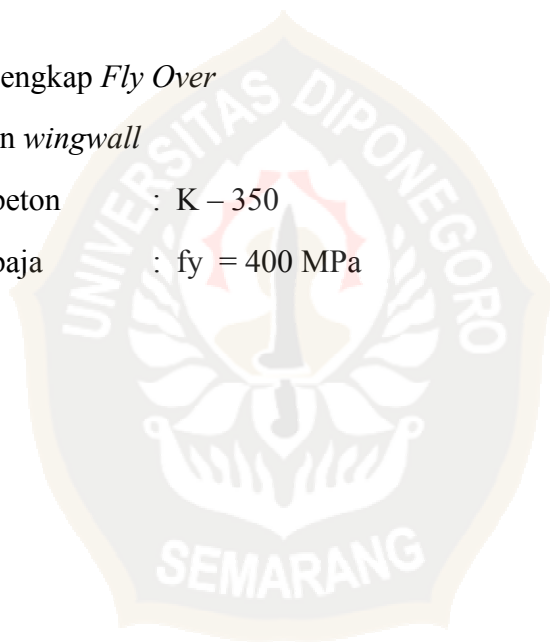 engkap Fly Over
n wingwall
beton : K – 350
baja : fy = 400 MPa
UNIVERSITAS DIPONEGORO
SEMARANG